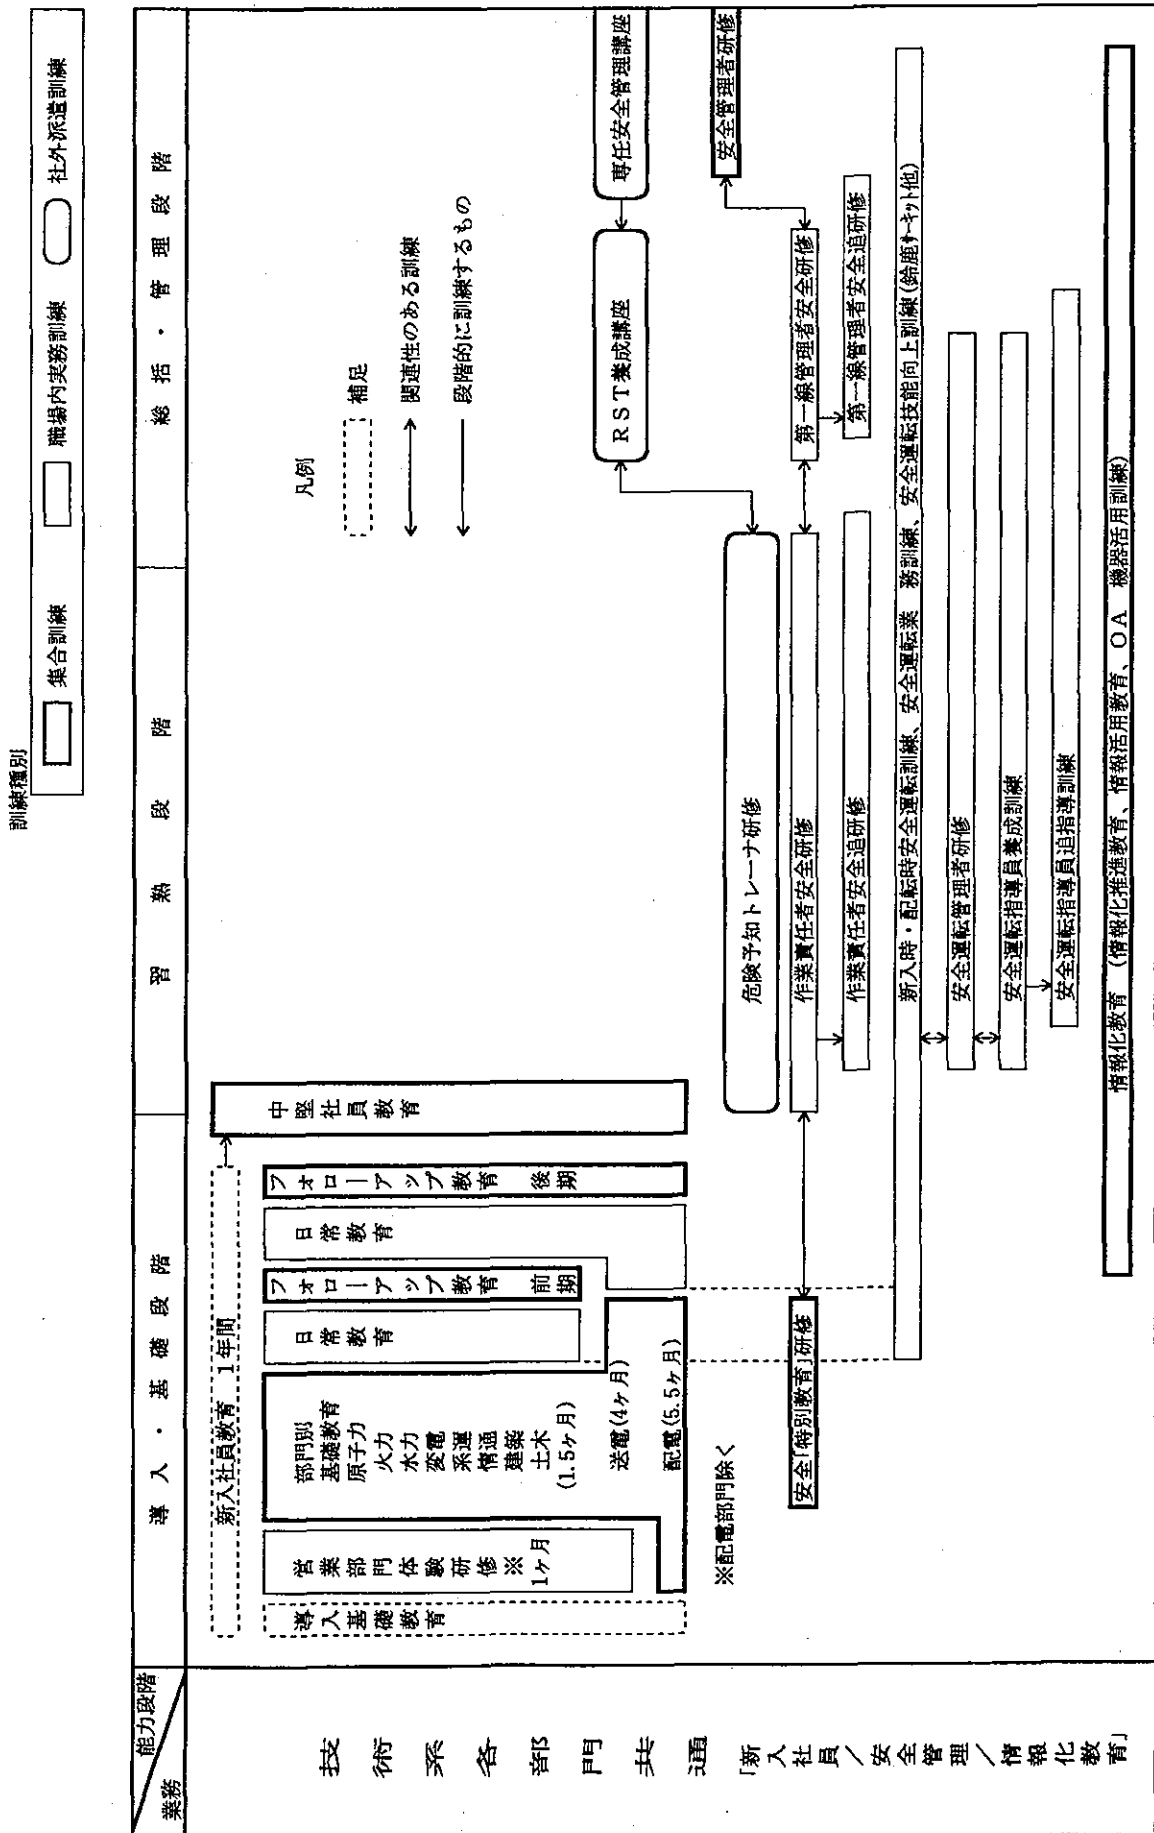 訓練種別
集合訓練
職場内実務訓練
社外派遣訓練
能力段階
業務
導入・基礎段階
習熟段階
総括・管理段階
技術系各部門共通
「新入社員／安全管理／情報化教育」
凡例
補足
関連性のある訓練
段階的に訓練するもの
新入社員教育 1年間
導入基礎教育
営業部門体験研修※
1ヶ月
部門別
基礎教育
原子力
火力
水力
変電
系運
情通
建築
土木
(1.5ヶ月)
送電(4ヶ月)
配電(5.5ヶ月)
※配電部門除く
日常教育
フォローアップ教育 前期
日常教育
フォローアップ教育 後期
中堅社員教育
専任安全管理講座
RST養成講座
安全管理者研修
危険予知トレーナ研修
安全「特別教育」研修
作業責任者安全研修
第一線管理者安全研修
作業責任者安全追研修
第一線管理者安全追研修
新入時・配転時安全運転訓練、安全運転業 務訓練、安全運転技能向上訓練(鈴鹿サーキット他)
安全運転管理者研修
安全運転指導員養成訓練
安全運転指導員追指導訓練
情報化教育 (情報化推進教育、情報活用教育、OA 機器活用訓練)